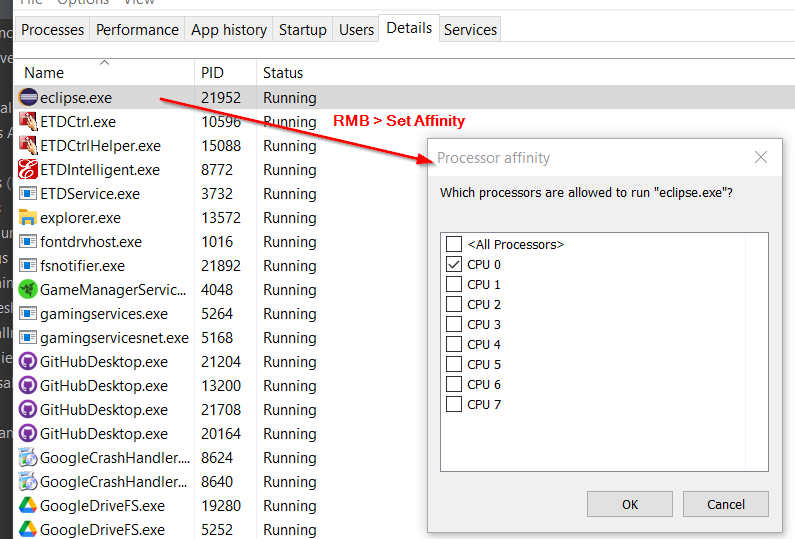 File Options View
Processes Performance App history Startup Users Details Services
Name PID Status
eclipse.exe 21952 Running
ETDCtrl.exe 10596 Running
RMB > Set Affinity
ETDCtrlHelper.exe 15088 Running
ETDIntelligent.exe 8772 Running
ETDService.exe 3732 Running
explorer.exe 13572 Running
fontdrvhost.exe 1016 Running
fsnotifier.exe 21892 Running
GameManagerServic... 4048 Running
gamingservices.exe 5264 Running
gamingservicesnet.exe 5168 Running
GitHubDesktop.exe 21204 Running
GitHubDesktop.exe 13200 Running
GitHubDesktop.exe 21708 Running
GitHubDesktop.exe 20164 Running
GoogleCrashHandler.... 8624 Running
GoogleCrashHandler.... 8640 Running
GoogleDriveFS.exe 19280 Running
GoogleDriveFS.exe 5252 Running
Processor affinity
Which processors are allowed to run "eclipse.exe"?
<All Processors>
CPU 0
CPU 1
CPU 2
CPU 3
CPU 4
CPU 5
CPU 6
CPU 7
OK Cancel